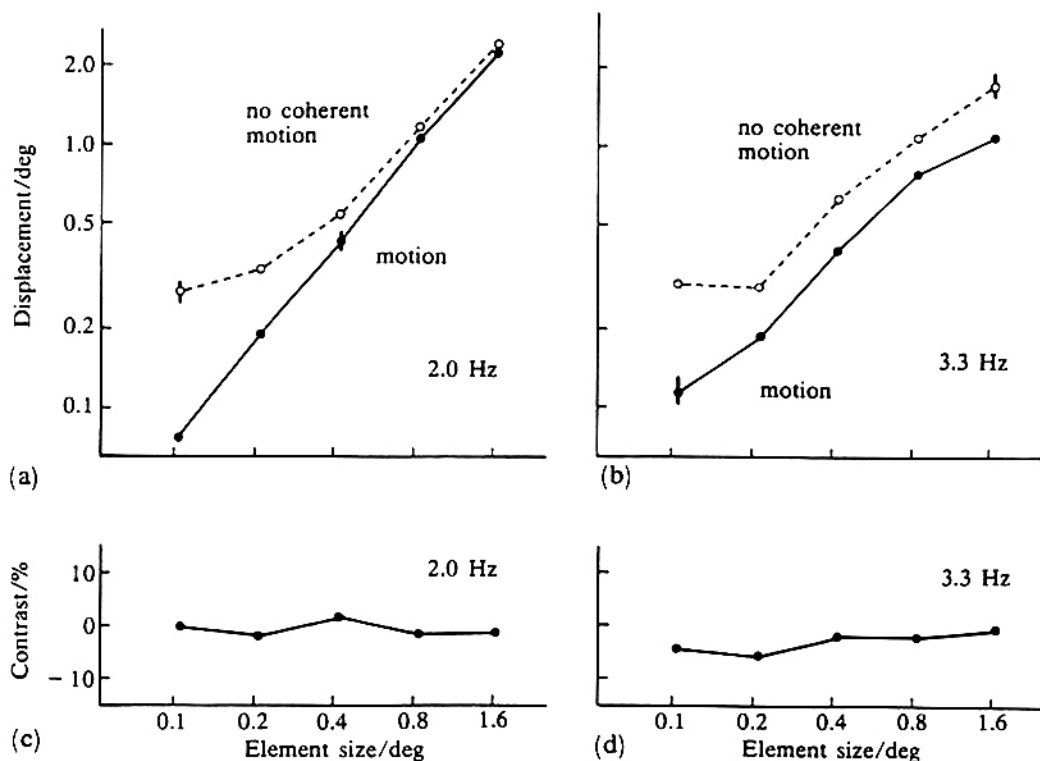 Displacement/deg
2.0
1.0
0.5
0.2
0.1
no coherent
motion
motion
2.0 Hz
(a)
no coherent
motion
motion
3.3 Hz
(b)
Contrast/%
10
0
- 10
2.0 Hz
0.1 0.2 0.4 0.8 1.6
Element size/deg
(c)
3.3 Hz
0.1 0.2 0.4 0.8 1.6
Element size/deg
(d)